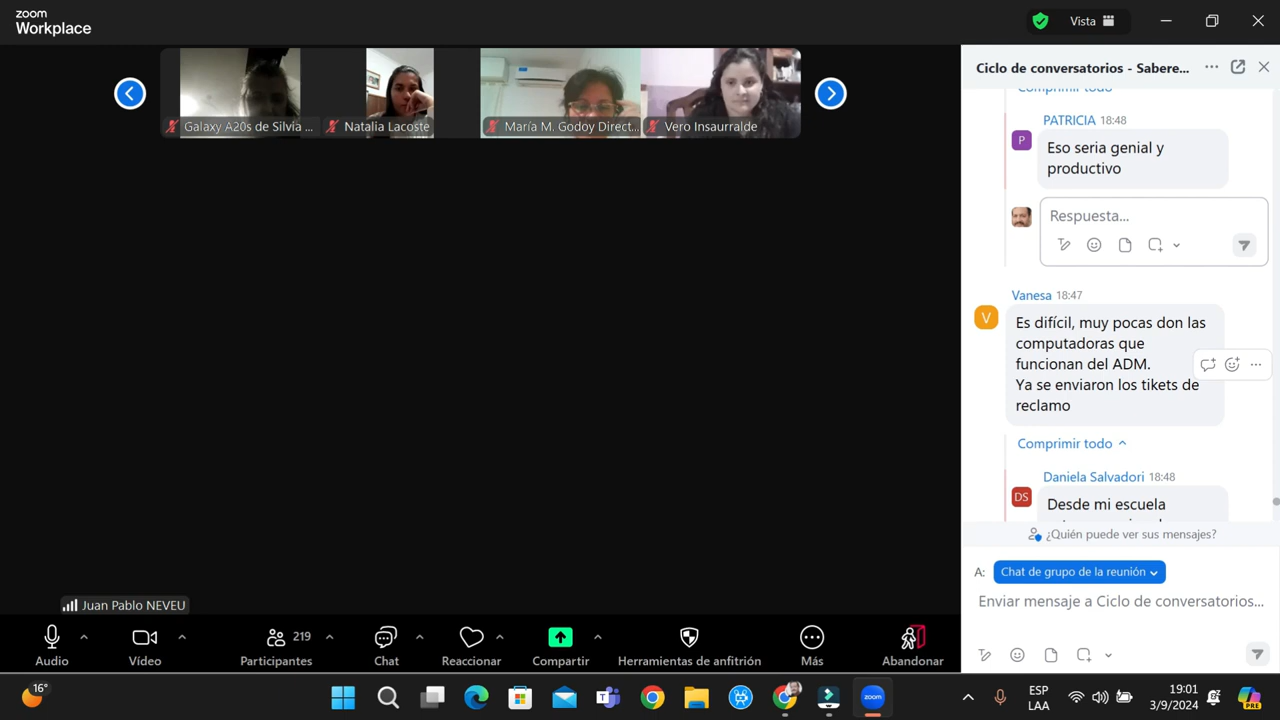 zoom
Workplace
Vista
Galaxy A20s de Silvia ...
Natalia Lacoste
María M. Godoy Direct...
Vero Insaurralde
Ciclo de conversatorios - Sabere...
Comprimir todo
PATRICIA 18:48
P
Eso seria genial y
productivo
Respuesta...
Vanesa 18:47
V
Es difícil, muy pocas don las
computadoras que
funcionan del ADM.
Ya se enviaron los tikets de
reclamo
Comprimir todo
Daniela Salvadori 18:48
DS
Desde mi escuela
¿Quién puede ver sus mensajes?
A: Chat de grupo de la reunión
Enviar mensaje a Ciclo de conversatorios...
Juan Pablo NEVEU
219
Audio
Vídeo
Participantes
Chat
Reaccionar
Compartir
Herramientas de anfitrión
Más
Abandonar
16°
zoom
ESP
LAA
19:01
3/9/2024
PRE